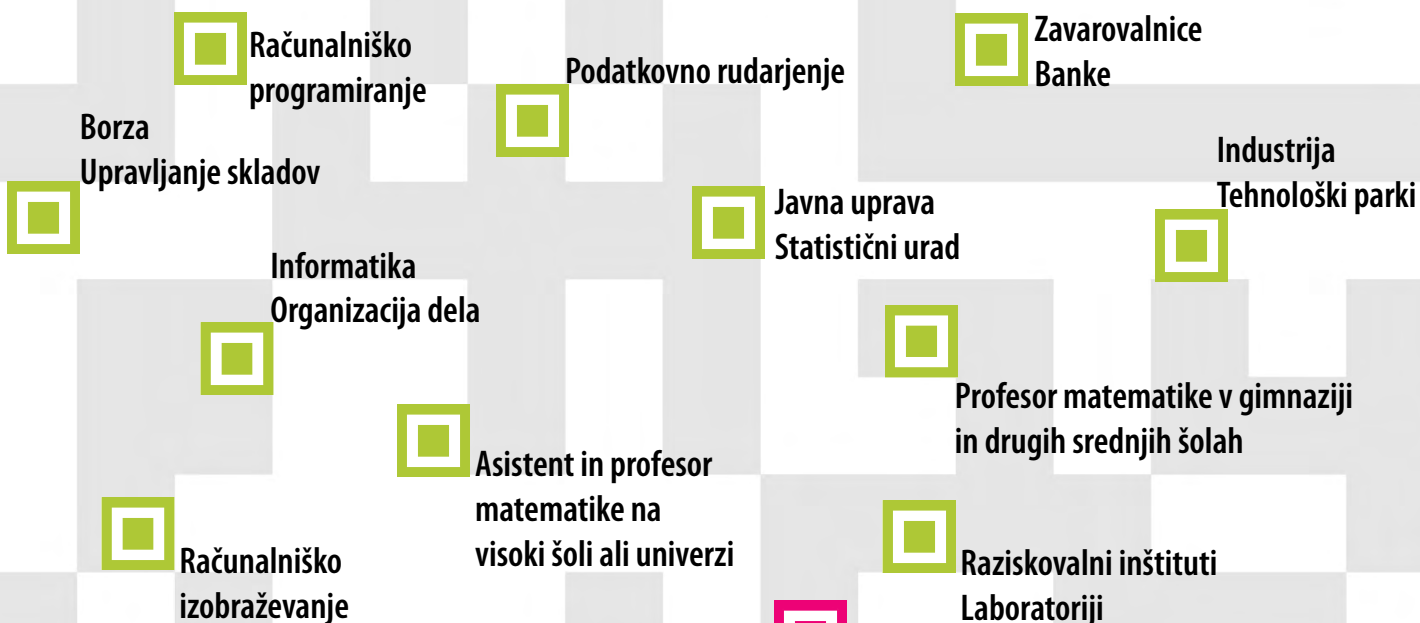 Računalniško
programiranje
Podatkovno rudarjenje
Zavarovalnice
Banke
Borza
Upravljanje skladov
Industrija
Tehnološki parki
Javna uprava
Statistični urad
Informatika
Organizacija dela
Profesor matematike v gimnaziji
in drugih srednjih šolah
Asistent in profesor
matematike na
visoki šoli ali univerzi
Računalniško
izobraževanje
Raziskovalni inštituti
Laboratoriji